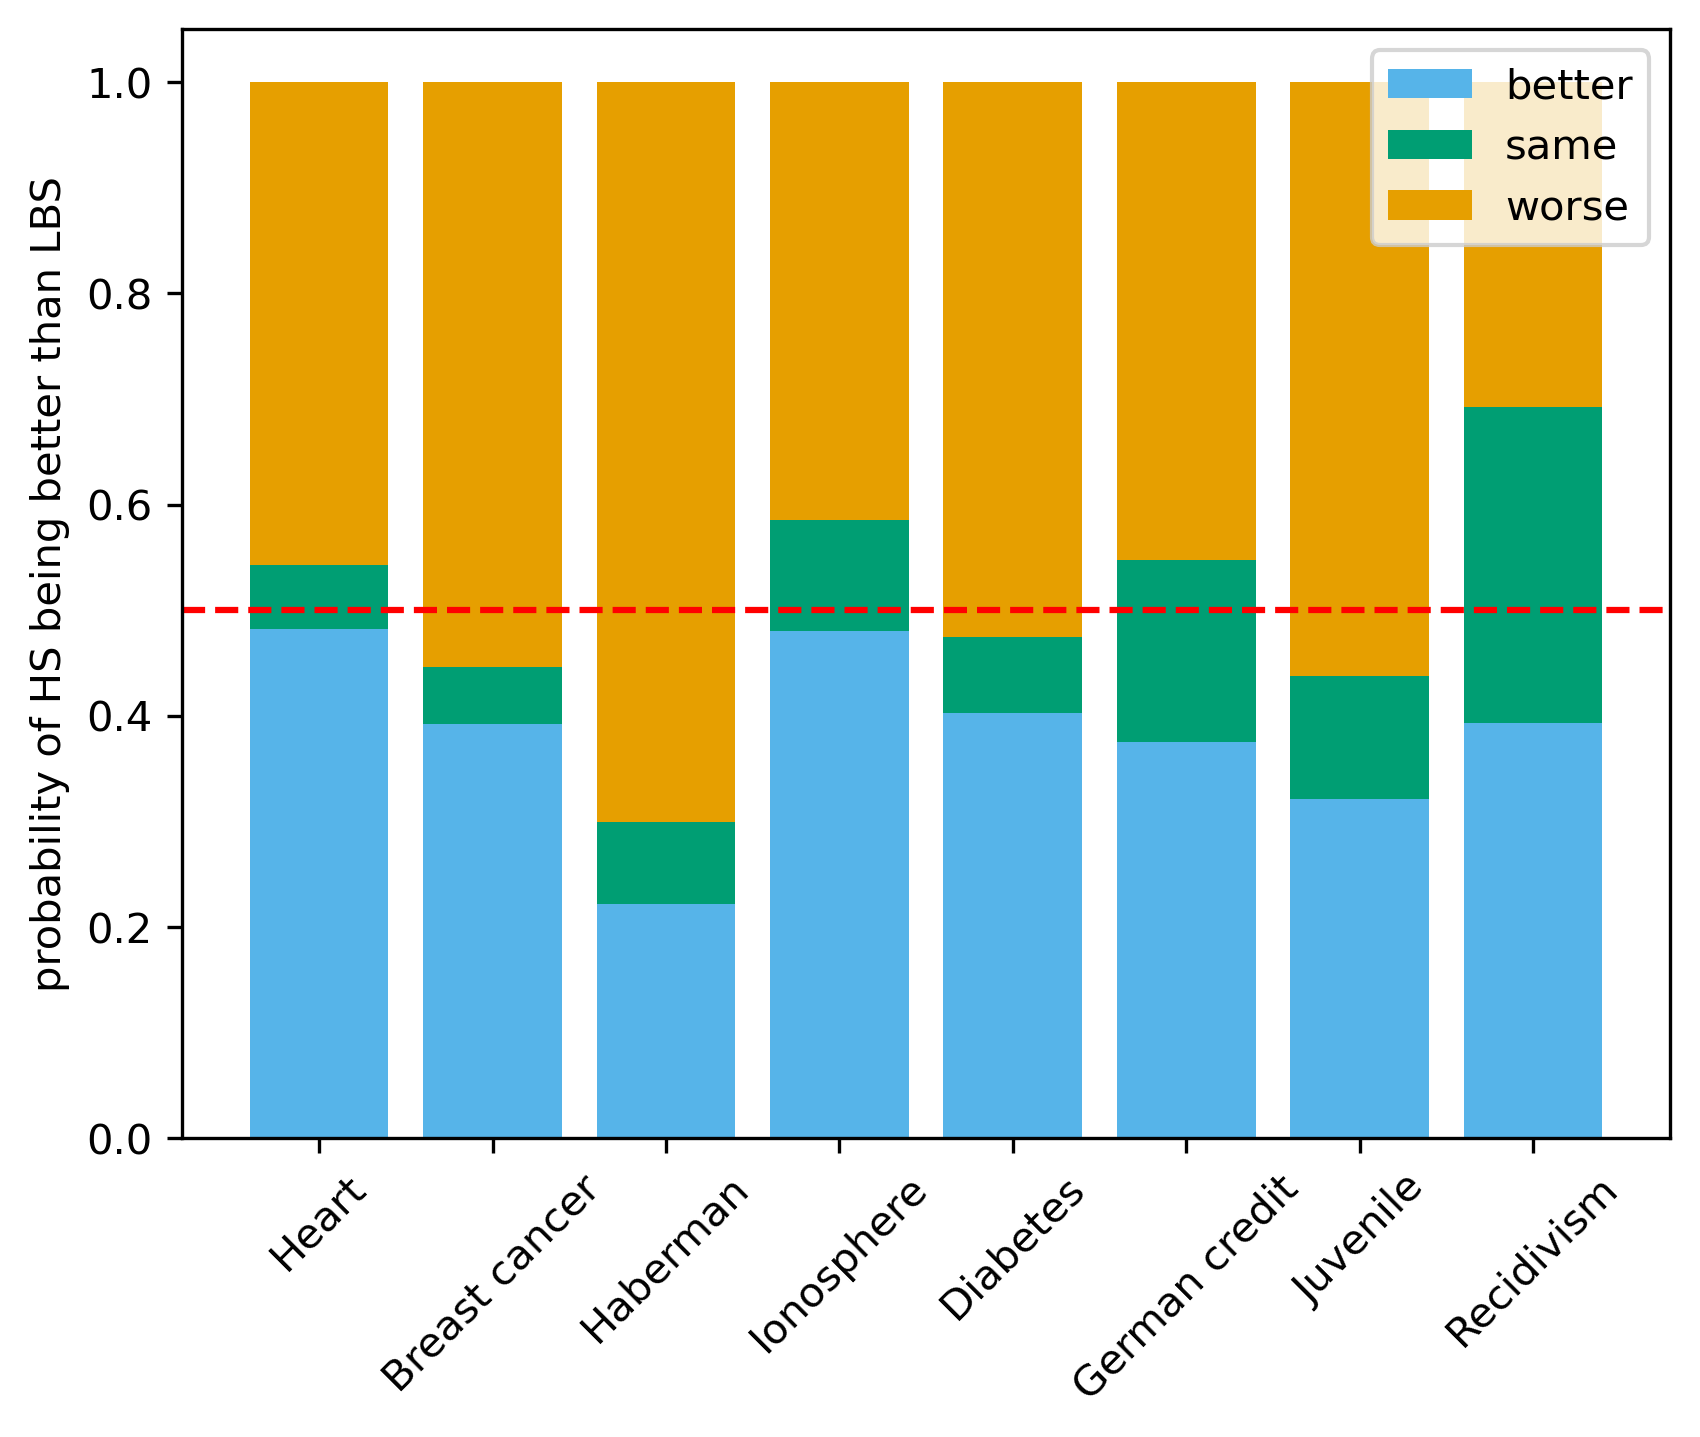 probability of HS being better than LBS
1.0
0.8
0.6
0.4
0.2
0.0
better
same
worse
Heart
Breast cancer
Haberman
Ionosphere
Diabetes
German credit
Juvenile
Recidivism